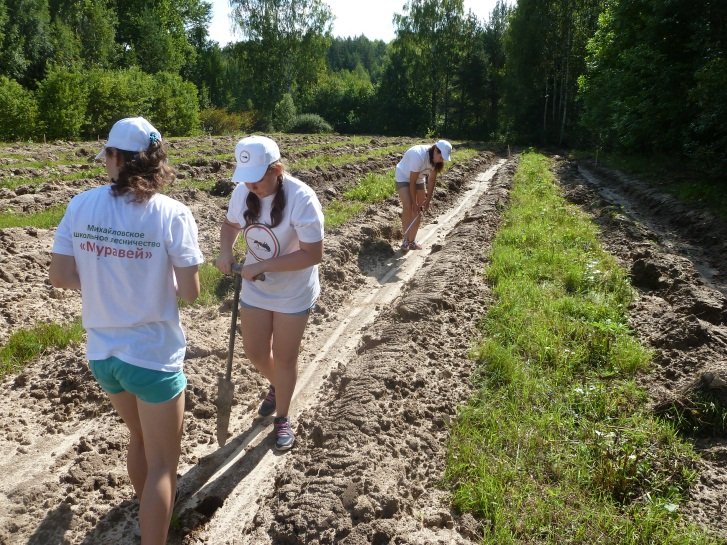 Михайловское
школьное лесничество
"Муравей"